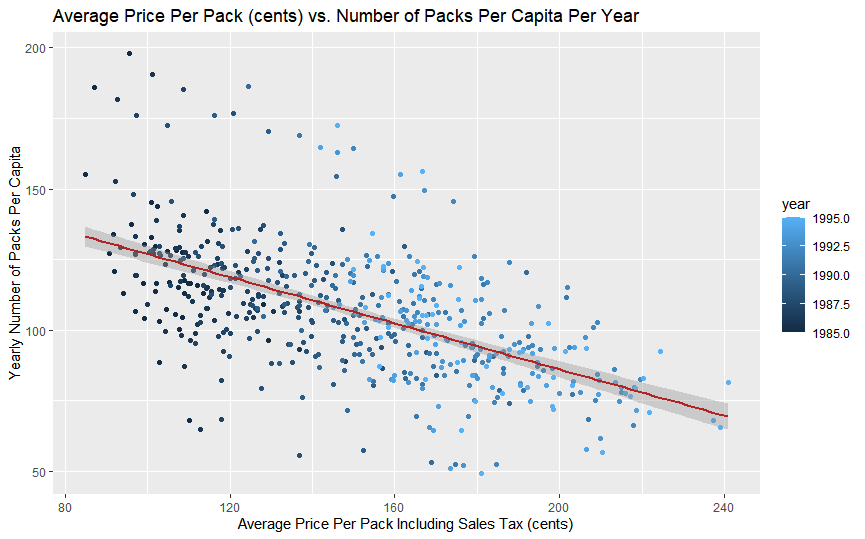 Average Price Per Pack (cents) vs. Number of Packs Per Capita Per Year
200
150
100
50
Yearly Number of Packs Per Capita
80 120 160 200 240
Average Price Per Pack Including Sales Tax (cents)
year
1995.0
1992.5
1990.0
1987.5
1985.0